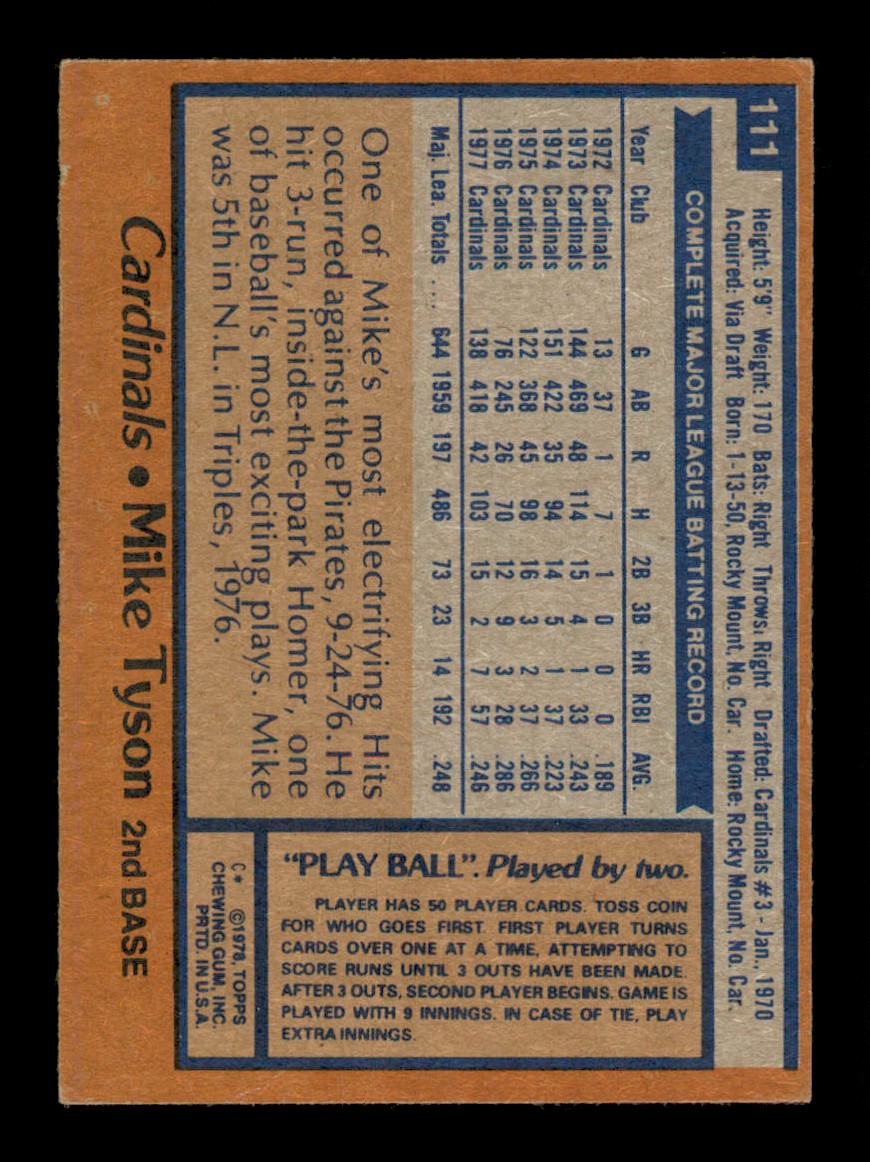 111
Height: 5'9" Weight: 170 Bats: Right Throws: Right Drafted: Cardinals #3 - Jan., 1970
Acquired: Via Draft Born: 1-13-50, Rocky Mount, No. Car. Home: Rocky Mount, No. Car.
COMPLETE MAJOR LEAGUE BATTING RECORD
Year Club G AB R H 2B 3B HR RBI AVG.
1972 Cardinals 13 37 1 7 1 0 0 0 .189
1973 Cardinals 144 469 48 114 15 4 1 33 .243
1974 Cardinals 151 422 35 94 14 5 1 37 .223
1975 Cardinals 122 368 45 98 16 3 2 37 .266
1976 Cardinals 76 245 26 70 12 9 3 28 .286
1977 Cardinals 138 418 42 103 15 2 7 57 .246
Maj. Lea. Totals .... 644 1959 197 486 73 23 14 192 .248
One of Mike's most electrifying Hits
occurred against the Pirates, 9-24-76. He
hit 3-run, inside-the-park Homer, one
of baseball's most exciting plays. Mike
was 5th in N.L. in Triples, 1976.
"PLAY BALL". Played by two.
PLAYER HAS 50 PLAYER CARDS. TOSS COIN
FOR WHO GOES FIRST. FIRST PLAYER TURNS
CARDS OVER ONE AT A TIME, ATTEMPTING TO
SCORE RUNS UNTIL 3 OUTS HAVE BEEN MADE.
AFTER 3 OUTS, SECOND PLAYER BEGINS. GAME IS
PLAYED WITH 9 INNINGS. IN CASE OF TIE, PLAY
EXTRA INNINGS.
C* ©1978, TOPPS
CHEWING GUM, INC.
PRTD. IN U.S.A.
Cardinals • Mike Tyson 2nd BASE